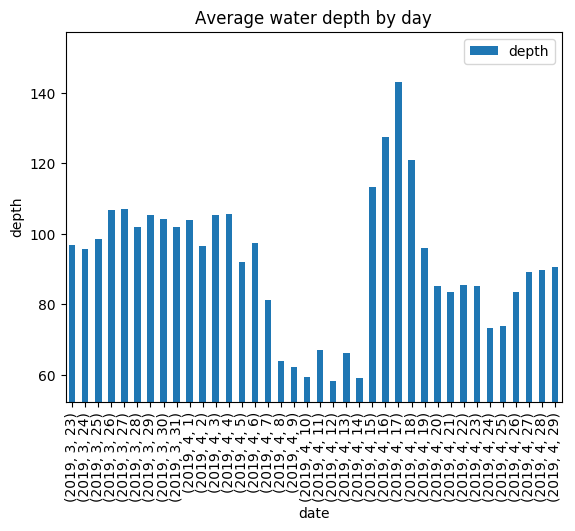 Average water depth by day
depth
140
120
100
80
60
depth
(2019, 3, 23)
(2019, 3, 24)
(2019, 3, 25)
(2019, 3, 26)
(2019, 3, 27)
(2019, 3, 28)
(2019, 3, 29)
(2019, 3, 30)
(2019, 3, 31)
(2019, 4, 1)
(2019, 4, 2)
(2019, 4, 3)
(2019, 4, 4)
(2019, 4, 5)
(2019, 4, 6)
(2019, 4, 7)
(2019, 4, 8)
(2019, 4, 9)
(2019, 4, 10)
(2019, 4, 11)
(2019, 4, 12)
(2019, 4, 13)
(2019, 4, 14)
(2019, 4, 15)
(2019, 4, 16)
(2019, 4, 17)
(2019, 4, 18)
(2019, 4, 19)
(2019, 4, 20)
(2019, 4, 21)
(2019, 4, 22)
(2019, 4, 23)
(2019, 4, 24)
(2019, 4, 25)
(2019, 4, 26)
(2019, 4, 27)
(2019, 4, 28)
(2019, 4, 29)
date